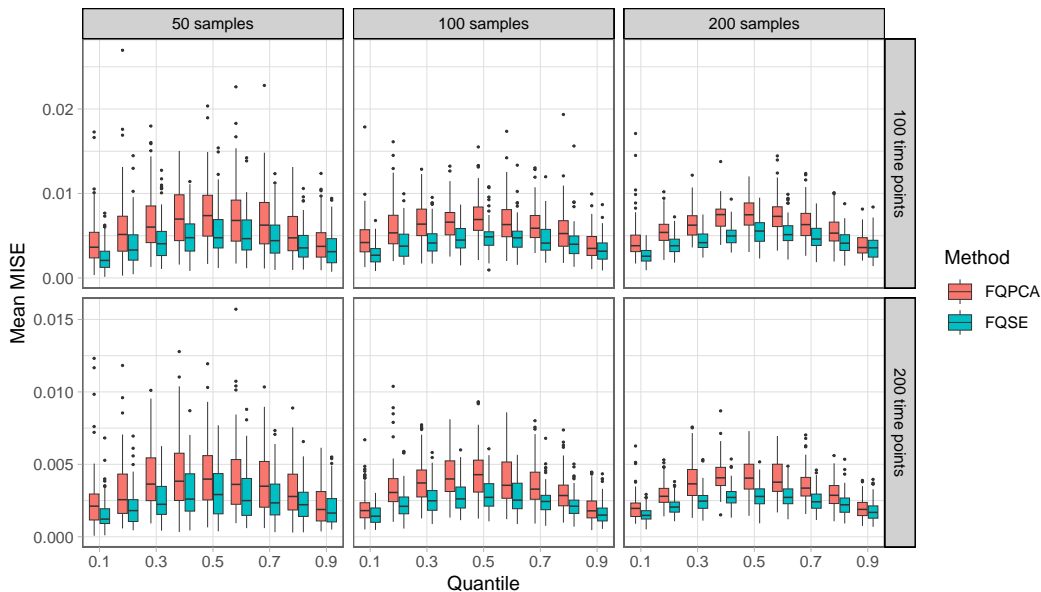 50 samples
100 samples
200 samples
0.02
0.01
0.00
100 time points
Mean MISE
0.015
0.010
0.005
0.000
200 time points
0.1 0.3 0.5 0.7 0.9
0.1 0.3 0.5 0.7 0.9
0.1 0.3 0.5 0.7 0.9
Quantile
Method
FQPCA
FQSE